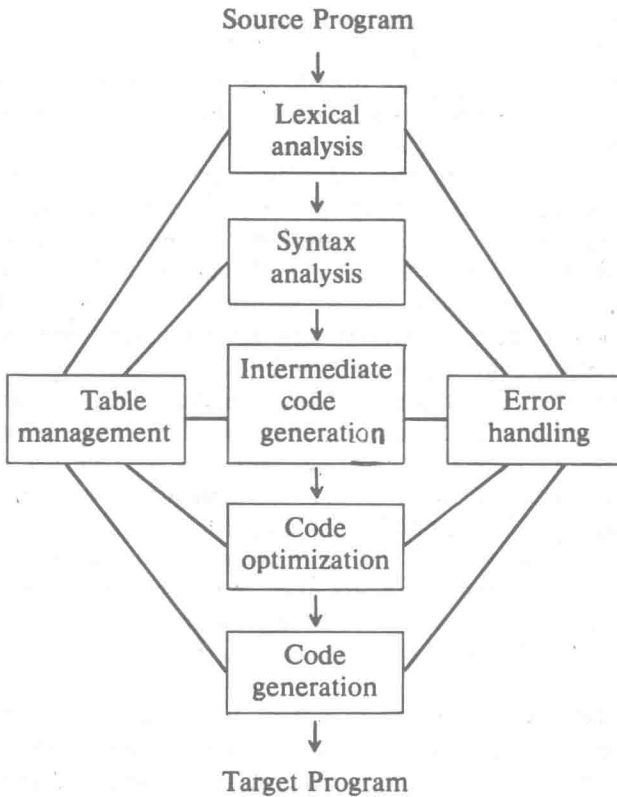 Source Program
Lexical
analysis
Syntax
analysis
Intermediate
code
generation
Table
management
Error
handling
Code
optimization
Code
generation
Target Program